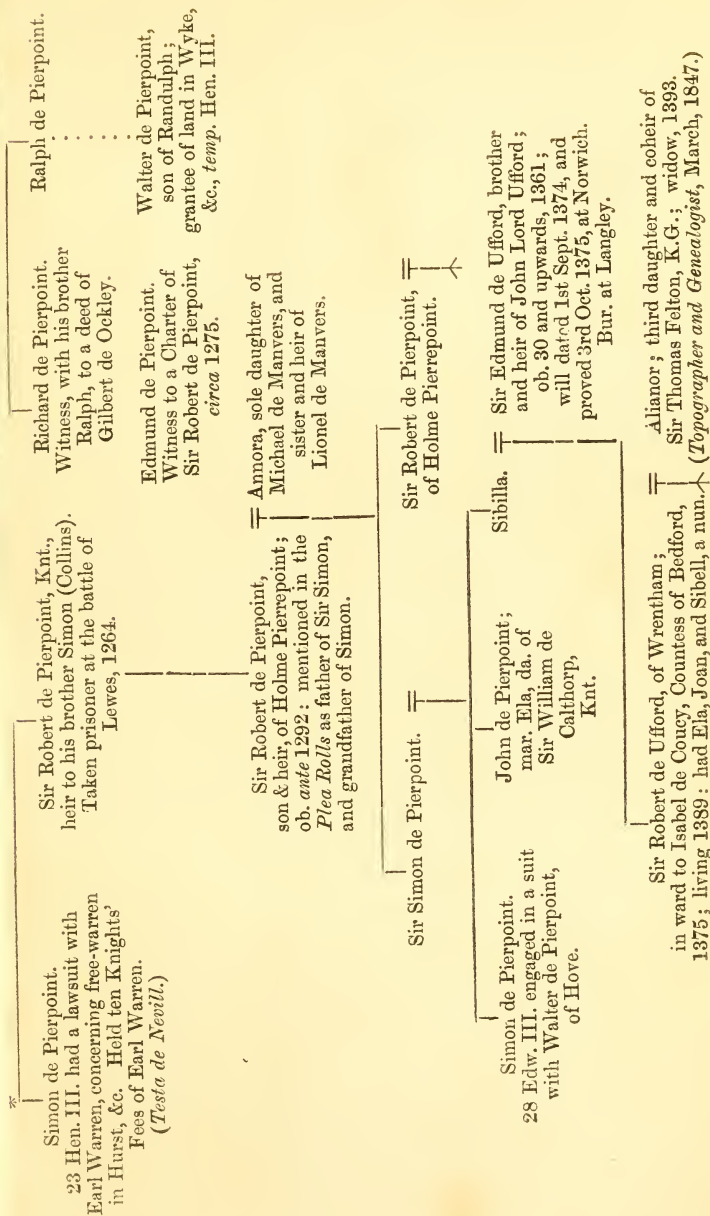 *
Simon de Pierpoint.
23 Hen. III. had a lawsuit with
Earl Warren, concerning free-warren
in Hurst, &c. Held ten Knights'
Fees of Earl Warren.
(Testa de Nevill.)
Sir Robert de Pierpoint, Knt.,
heir to his brother Simon (Collins).
Taken prisoner at the battle of
Lewes, 1264.
Richard de Pierpoint.
Witness, with his brother
Ralph, to a deed of
Gilbert de Ockley.
Ralph de Pierpoint.
Edmund de Pierpoint.
Witness to a Charter of
Sir Robert de Pierpoint,
circa 1275.
Walter de Pierpoint,
son of Randulph;
grantee of land in Wyke,
&c., temp. Hen. III.
Sir Robert de Pierpoint,
son & heir, of Holme Pierrepoint;
ob. ante 1292: mentioned in the
Plea Rolls as father of Sir Simon,
and grandfather of Simon.
Annora, sole daughter of
Michael de Manvers, and
sister and heir of
Lionel de Manvers.
Sir Simon de Pierpoint.
Sir Robert de Pierpoint,
of Holme Pierrepoint.
Simon de Pierpoint.
28 Edw. III. engaged in a suit
with Walter de Pierpoint,
of Hove.
John de Pierpoint;
mar. Ela, da. of
Sir William de
Calthorp,
Knt.
Sibilla.
Sir Edmund de Ufford, brother
and heir of John Lord Ufford;
ob. 30 and upwards, 1361;
will dated 1st Sept. 1374, and
proved 3rd Oct. 1375, at Norwich.
Bur. at Langley.
Sir Robert de Ufford, of Wrentham;
in ward to Isabel de Coucy, Countess of Bedford,
1375; living 1389: had Ela, Joan, and Sibell, a nun.
Alianor; third daughter and coheir of
Sir Thomas Felton, K.G.; widow, 1393.
(Topographer and Genealogist, March, 1847.)